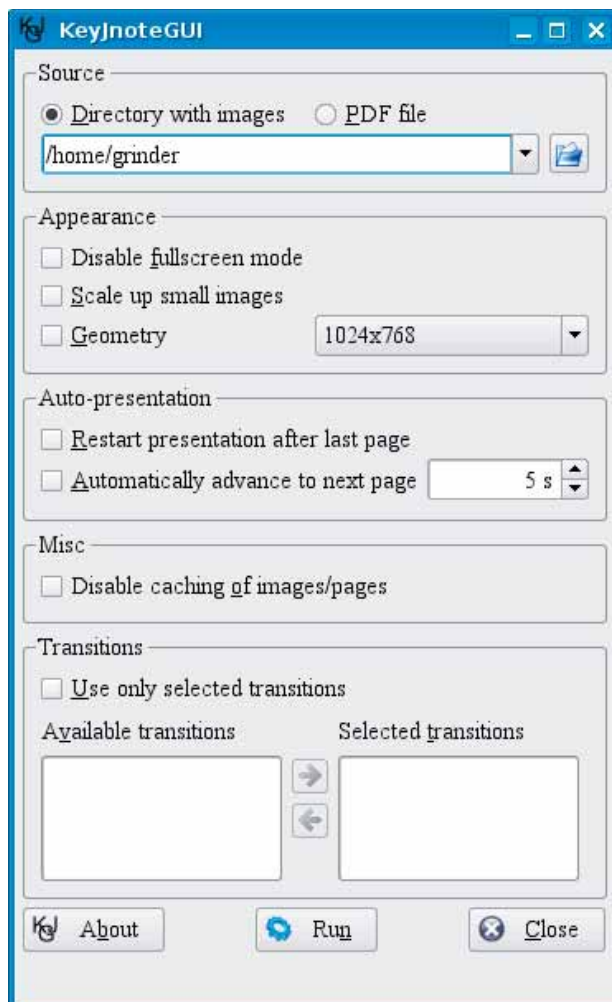 KeyJnoteGUI
Source
Directory with images PDF file
/home/grinder
Appearance
Disable fullscreen mode
Scale up small images
Geometry 1024x768
Auto-presentation
Restart presentation after last page
Automatically advance to next page 5 s
Misc
Disable caching of images/pages
Transitions
Use only selected transitions
Available transitions Selected transitions
About Run Close